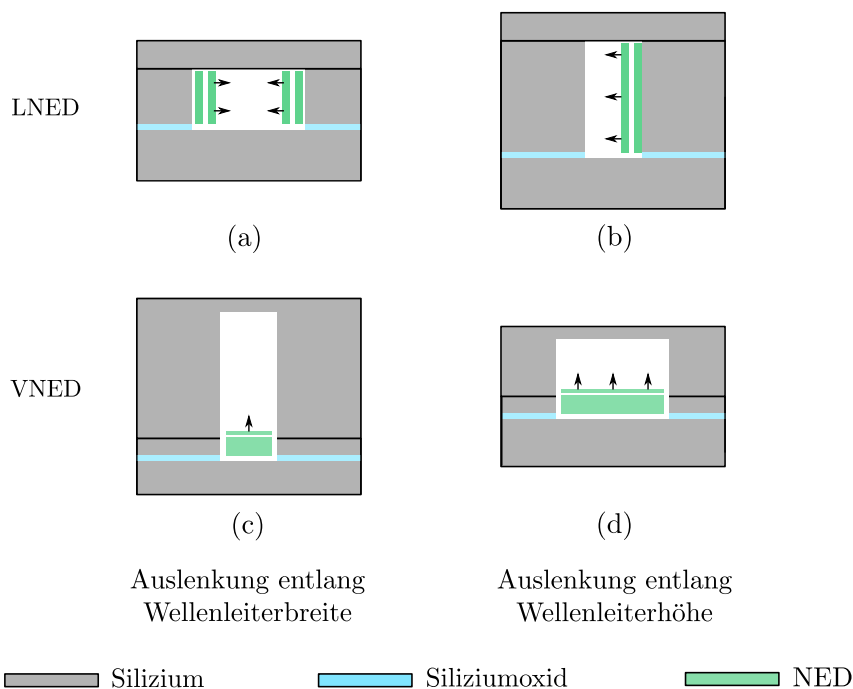 LNED
(a)
(b)
VNED
(c)
(d)
Auslenkung entlang
Wellenleiterbreite
Auslenkung entlang
Wellenleiterhöhe
Silizium
Siliziumoxid
NED